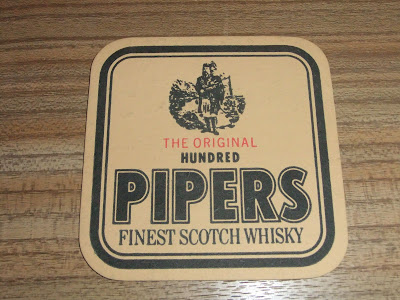 THE ORIGINAL
HUNDRED
PIPERS
FINEST SCOTCH WHISKY